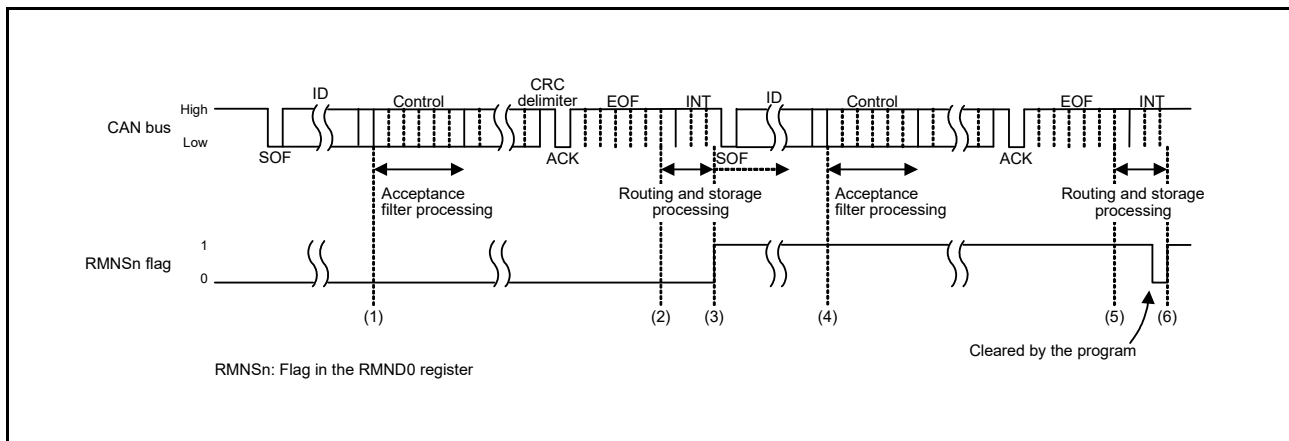 CRC
ID
Control
delimiter
EOF
INT
ID
Control
EOF
INT
High
CAN bus
Low
SOF
ACK
SOF
ACK
Acceptance
filter processing
Routing and storage
processing
Acceptance
filter processing
Routing and storage
processing
1
RMNSn flag
0
(1)
(2)
(3)
(4)
(5)
(6)
Cleared by the program
RMNSn: Flag in the RMND0 register